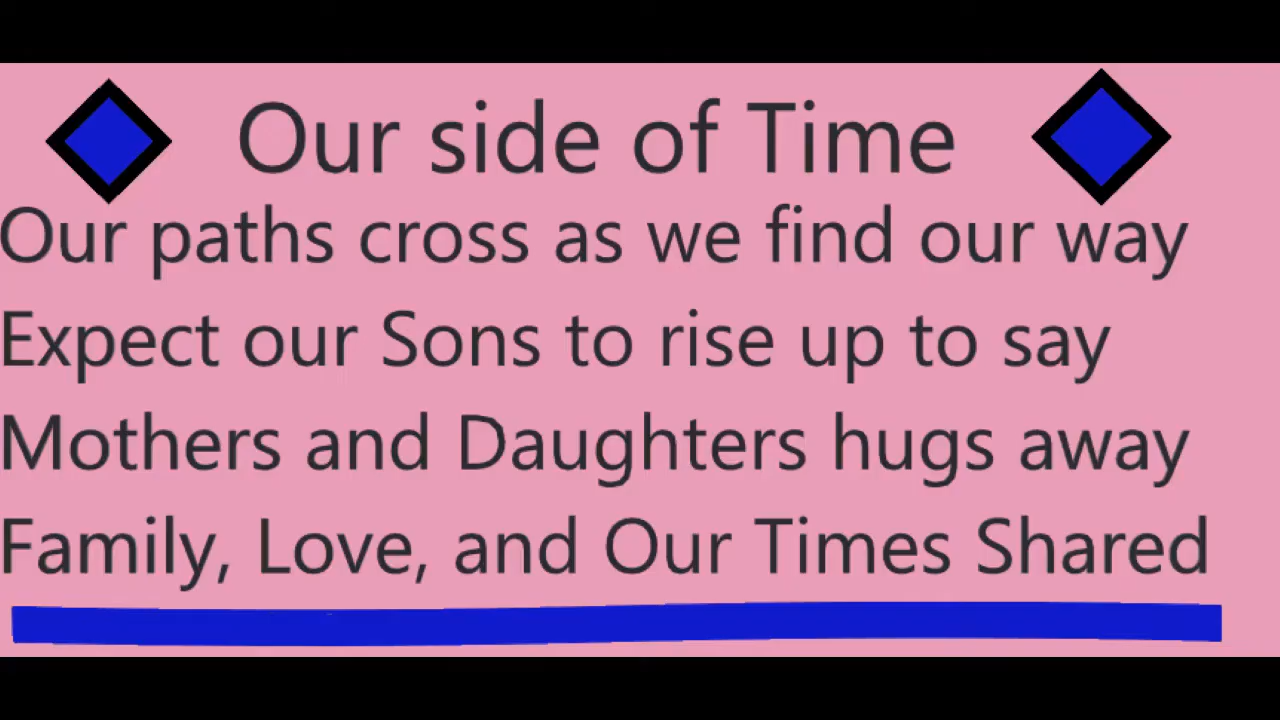 Our side of Time
Our paths cross as we find our way
Expect our Sons to rise up to say
Mothers and Daughters hugs away
Family, Love, and Our Times Shared